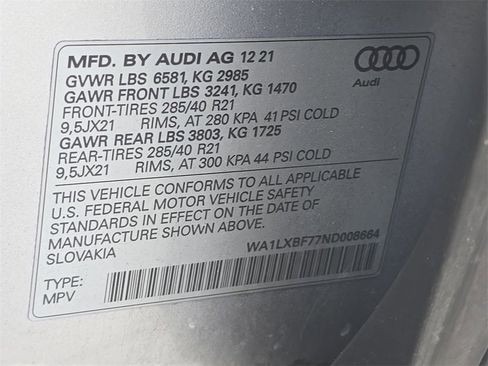 MFD. BY AUDI AG 12 21
GVWR LBS 6581, KG 2985
GAWR FRONT LBS 3241, KG 1470
FRONT-TIRES 285/40 R21
9,5JX21 RIMS, AT 280 KPA 41 PSI COLD
GAWR REAR LBS 3803, KG 1725
REAR-TIRES 285/40 R21
9,5JX21 RIMS, AT 300 KPA 44 PSI COLD
THIS VEHICLE CONFORMS TO ALL APPLICABLE
U.S. FEDERAL MOTOR VEHICLE SAFETY
STANDARDS IN EFFECT ON THE DATE OF
MANUFACTURE SHOWN ABOVE.
SLOVAKIA
WA1LXBF77ND008664
TYPE:
MPV
Audi